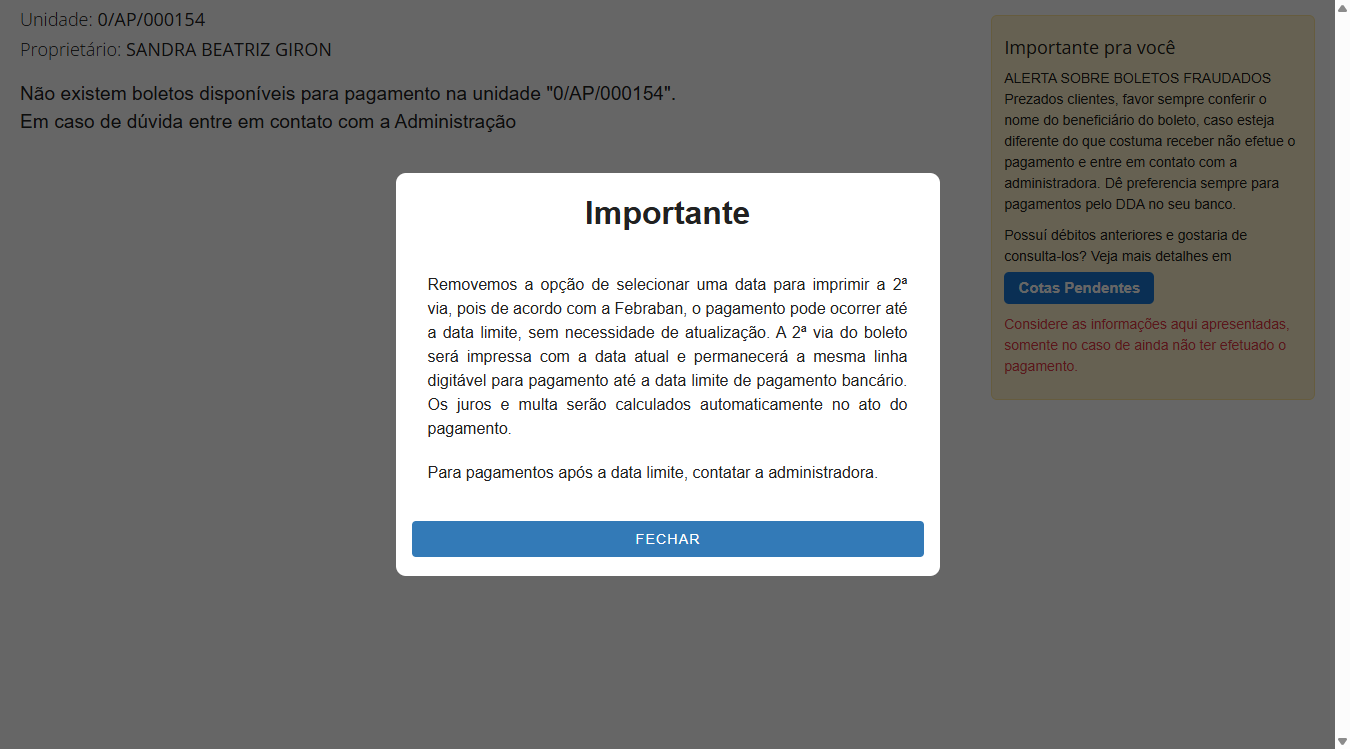 Unidade: 0/AP/000154
Proprietário: SANDRA BEATRIZ GIRON
Não existem boletos disponíveis para pagamento na unidade "0/AP/000154".
Em caso de dúvida entre em contato com a Administração
Importante pra você
ALERTA SOBRE BOLETOS FRAUDADOS
Prezados clientes, favor sempre conferir o
nome do beneficiário do boleto, caso esteja
diferente do que costuma receber não efetue o
pagamento e entre em contato com a
administradora. Dê preferencia sempre para
pagamentos pelo DDA no seu banco.
Possuí débitos anteriores e gostaria de
consulta-los? Veja mais detalhes em
Cotas Pendentes
Considere as informações aqui apresentadas,
somente no caso de ainda não ter efetuado o
pagamento.
Importante
Removemos a opção de selecionar uma data para imprimir a 2ª
via, pois de acordo com a Febraban, o pagamento pode ocorrer até
a data limite, sem necessidade de atualização. A 2ª via do boleto
será impressa com a data atual e permanecerá a mesma linha
digitável para pagamento até a data limite de pagamento bancário.
Os juros e multa serão calculados automaticamente no ato do
pagamento.
Para pagamentos após a data limite, contatar a administradora.
FECHAR